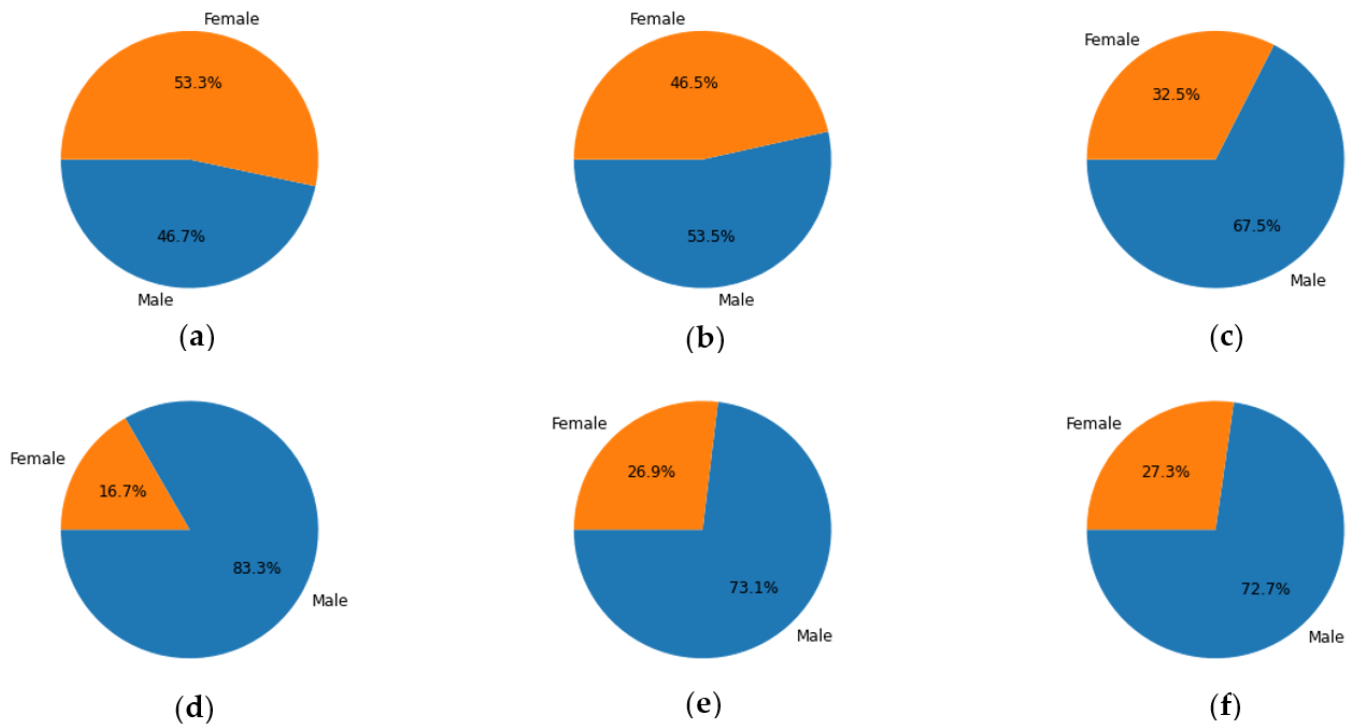 Female
53.3%
46.7%
Male
(a)
Female
46.5%
53.5%
Male
(b)
Female
32.5%
67.5%
Male
(c)
Female
16.7%
83.3%
Male
(d)
Female
26.9%
73.1%
Male
(e)
Female
27.3%
72.7%
Male
(f)